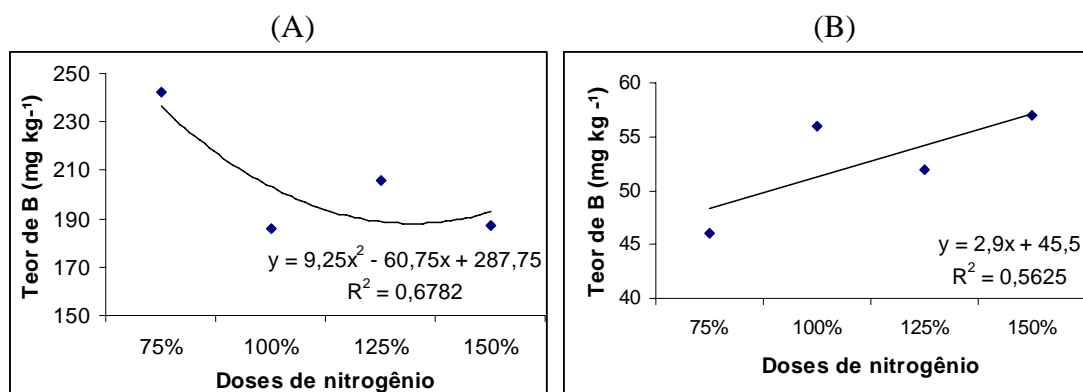 (A)
250
230
210
190
170
150
Teor de B (mg kg-¹)
y = 9,25x² - 60,75x + 287,75
R² = 0,6782
75% 100% 125% 150%
Doses de nitrogênio
(B)
60
55
50
45
40
Teor de B (mg kg -¹)
y = 2,9x + 45,5
R² = 0,5625
75% 100% 125% 150%
Doses de nitrogênio